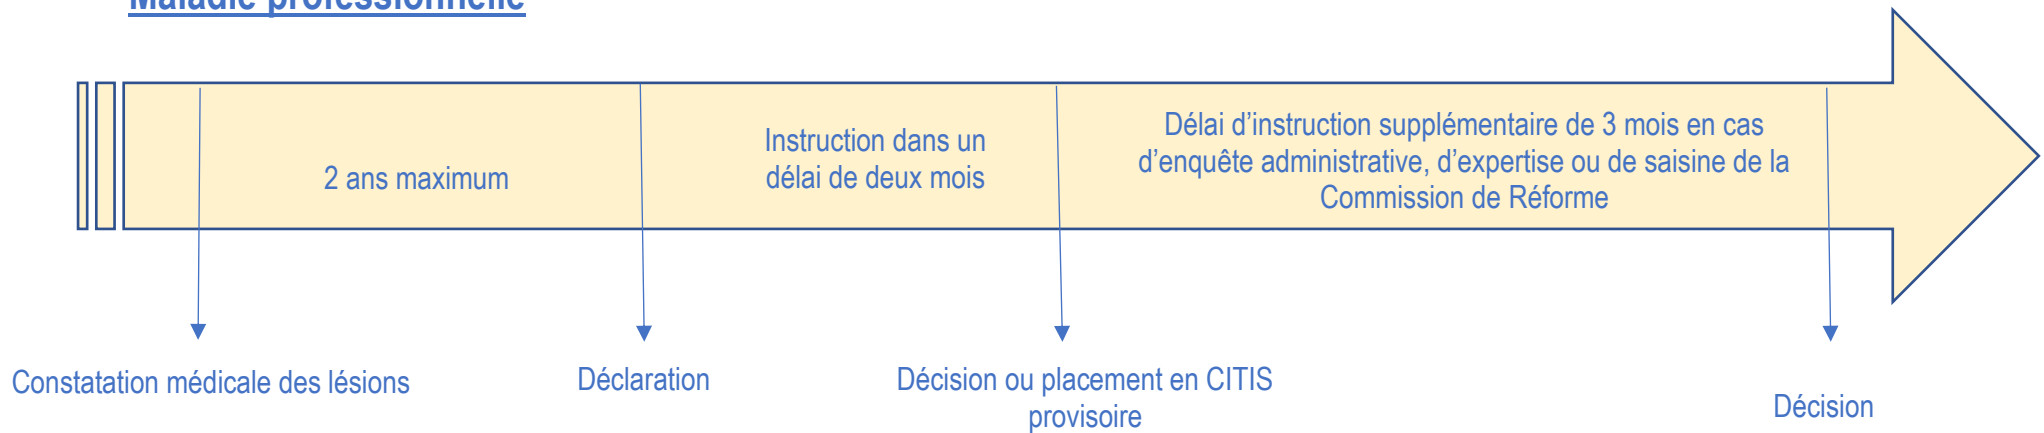 Maladie professionnelle
2 ans maximum
Instruction dans un
délai de deux mois
Délai d’instruction supplémentaire de 3 mois en cas
d’enquête administrative, d’expertise ou de saisine de la
Commission de Réforme
Constatation médicale des lésions
Déclaration
Décision ou placement en CITIS
provisoire
Décision